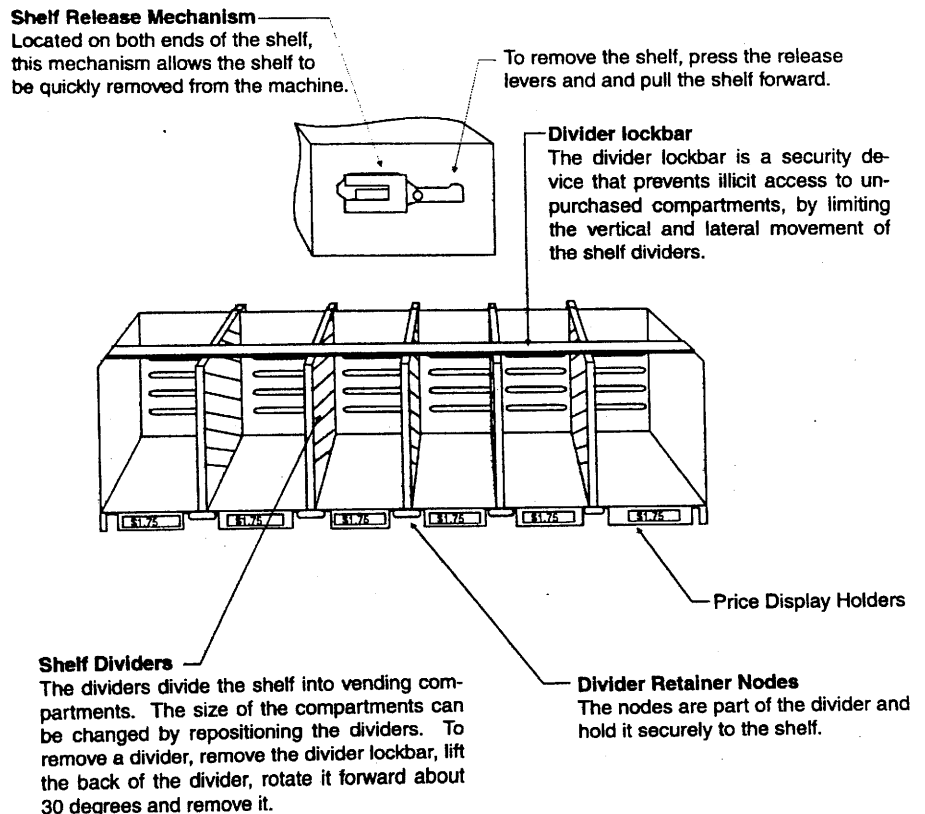 Shelf Release Mechanism
Located on both ends of the shelf,
this mechanism allows the shelf to
be quickly removed from the machine.
To remove the shelf, press the release
levers and and pull the shelf forward.
Divider lockbar
The divider lockbar is a security de-
vice that prevents illicit access to un-
purchased compartments, by limiting
the vertical and lateral movement of
the shelf dividers.
$1.75 $1.75 $1.75 $1.75 $1.75 $1.75
Price Display Holders
Shelf Dividers
The dividers divide the shelf into vending com-
partments. The size of the compartments can
be changed by repositioning the dividers. To
remove a divider, remove the divider lockbar, lift
the back of the divider, rotate it forward about
30 degrees and remove it.
Divider Retainer Nodes
The nodes are part of the divider and
hold it securely to the shelf.